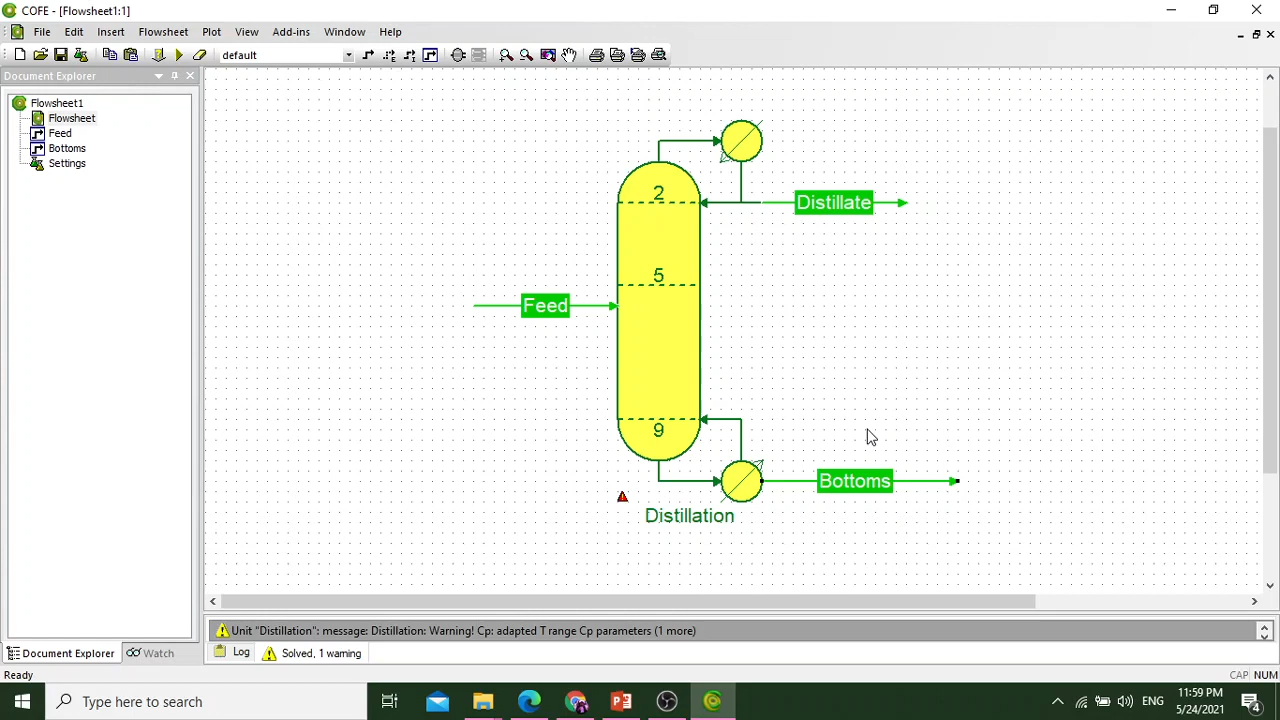 COFE - [Flowsheet1:1]
File Edit Insert Flowsheet Plot View Add-ins Window Help
default
Document Explorer
Flowsheet1
Flowsheet
Feed
Bottoms
Settings
2
Distillate
5
Feed
9
Bottoms
Distillation
Unit "Distillation": message: Distillation: Warning! Cp: adapted T range Cp parameters (1 more)
Document Explorer Watch Log Solved, 1 warning
Ready CAP NUM
Type here to search ENG 11:59 PM
5/24/2021 4